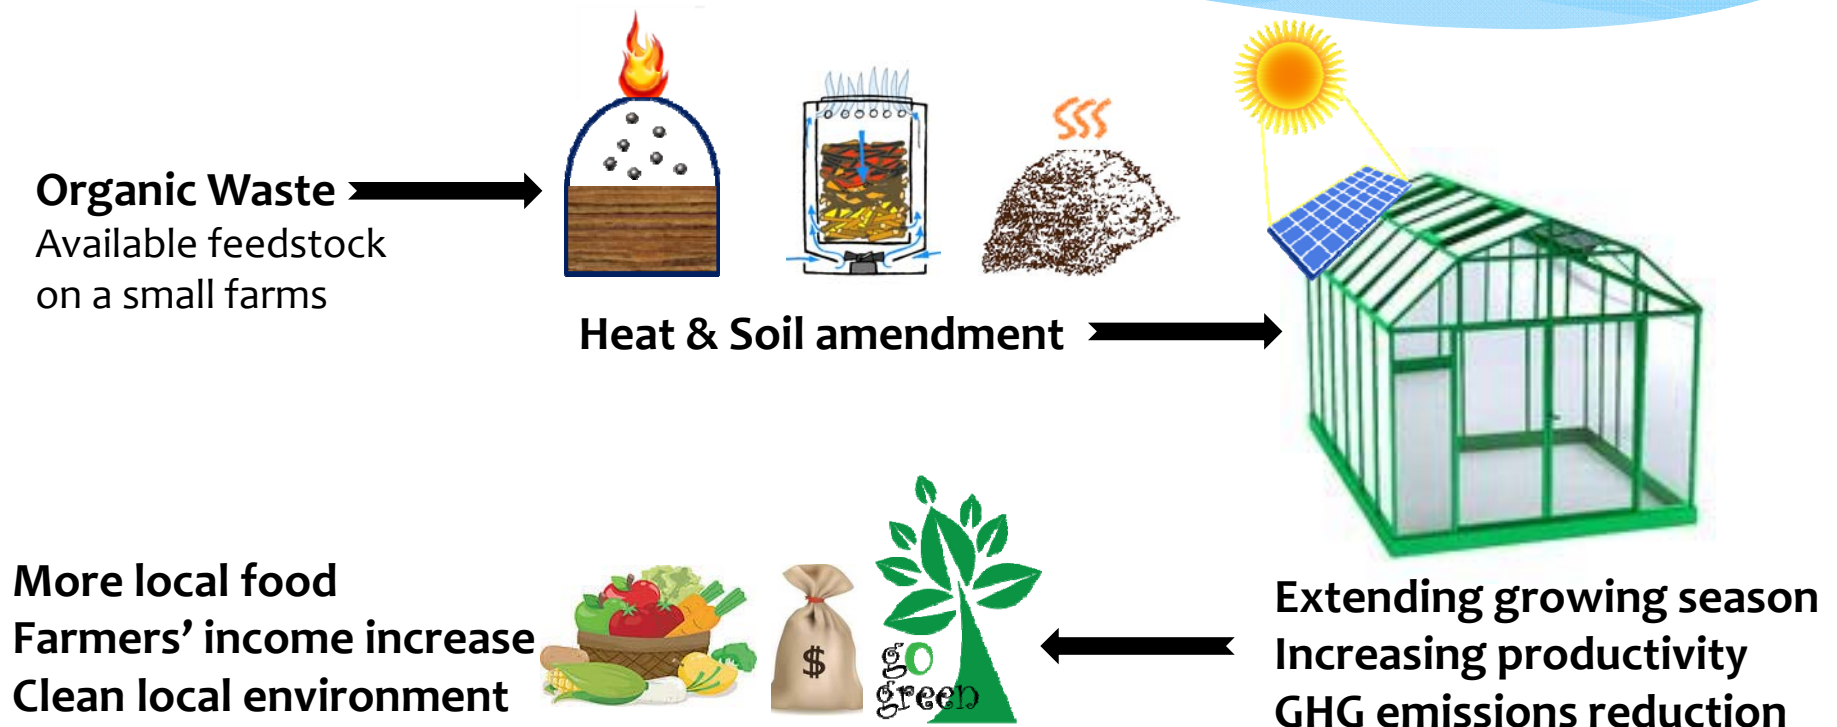 Organic Waste
Available feedstock
on a small farms
Heat & Soil amendment
Extending growing season
Increasing productivity
GHG emissions reduction
More local food
Farmers’ income increase
Clean local environment
$
go
green